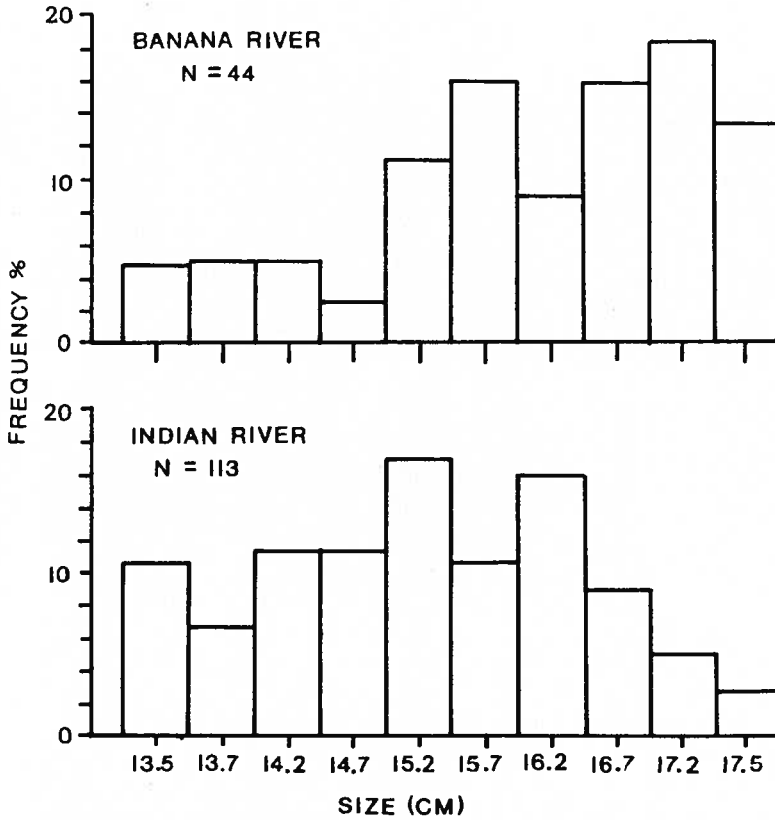 20
BANANA RIVER
N = 44
10
0
FREQUENCY %
20
INDIAN RIVER
N = 113
10
0
13.5 13.7 14.2 14.7 15.2 15.7 16.2 16.7 17.2 17.5
SIZE (CM)